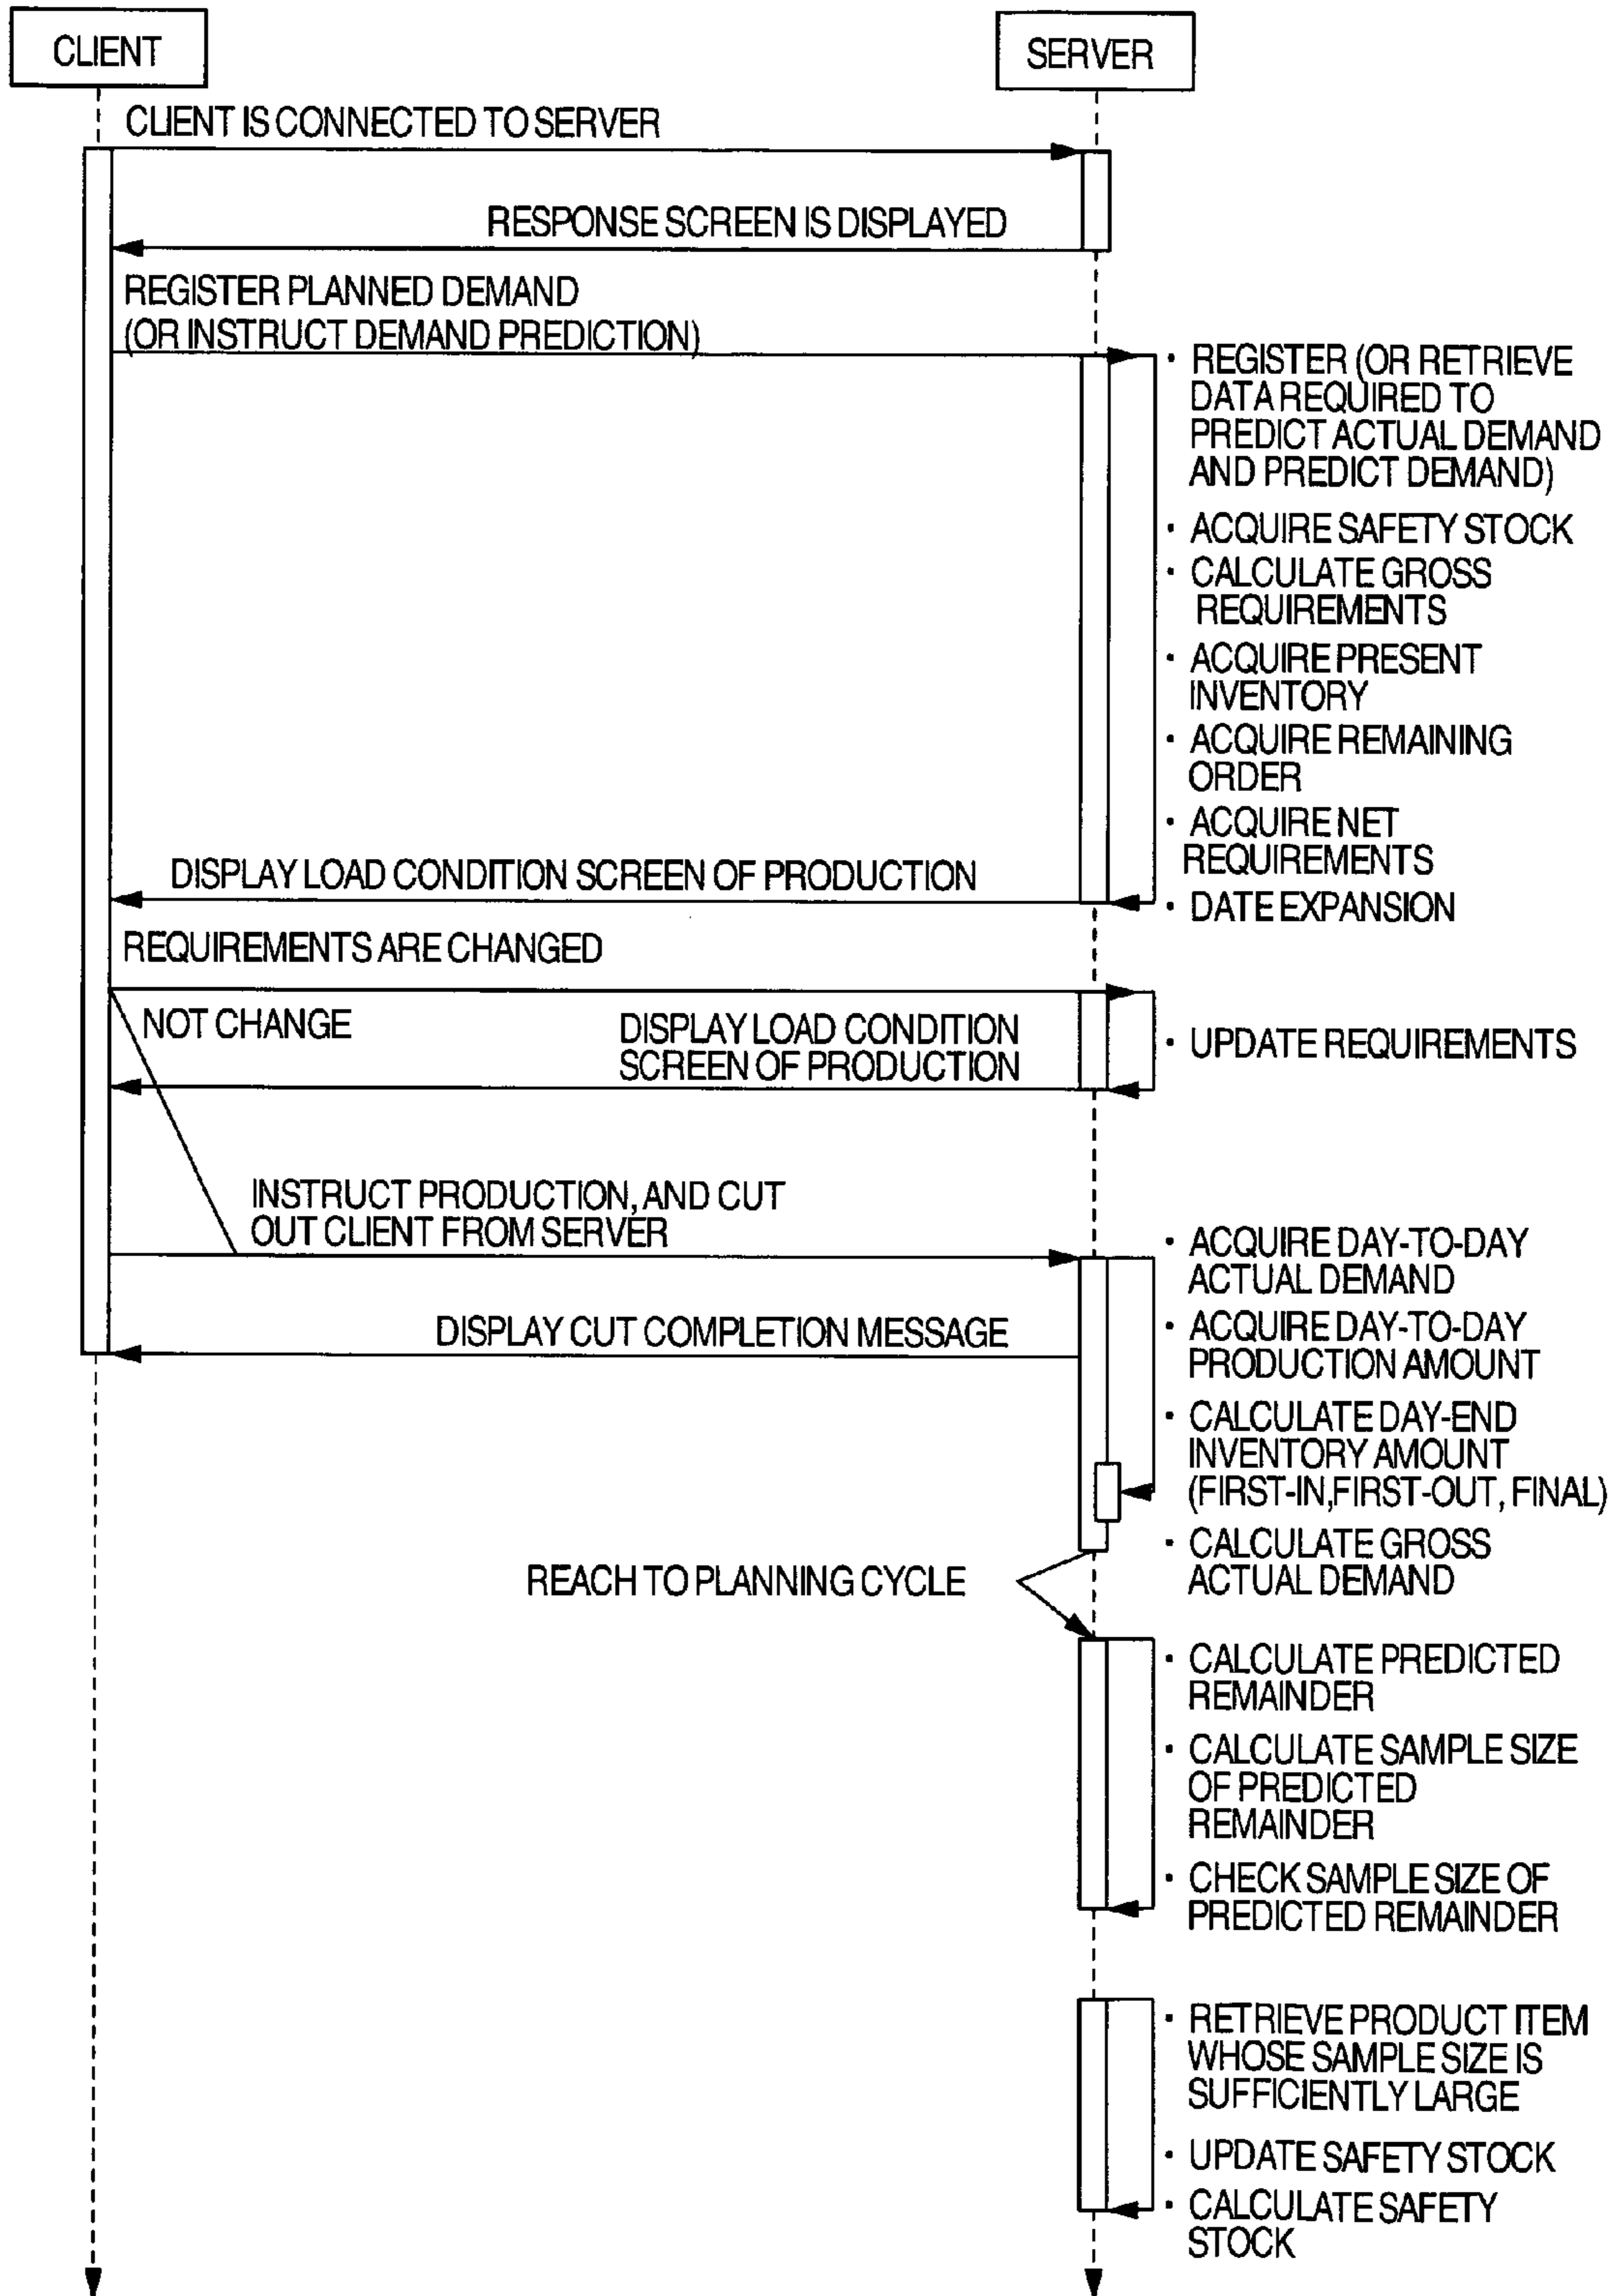 CLIENT
SERVER
CLIENT IS CONNECTED TO SERVER
RESPONSE SCREEN IS DISPLAYED
REGISTER PLANNED DEMAND
(OR INSTRUCT DEMAND PREDICTION)
· REGISTER (OR RETRIEVE
DATA REQUIRED TO
PREDICT ACTUAL DEMAND
AND PREDICT DEMAND)
· ACQUIRE SAFETY STOCK
· CALCULATE GROSS
REQUIREMENTS
· ACQUIRE PRESENT
INVENTORY
· ACQUIRE REMAINING
ORDER
· ACQUIRE NET
REQUIREMENTS
DISPLAY LOAD CONDITION SCREEN OF PRODUCTION
· DATE EXPANSION
REQUIREMENTS ARE CHANGED
NOT CHANGE
DISPLAY LOAD CONDITION
SCREEN OF PRODUCTION
· UPDATE REQUIREMENTS
INSTRUCT PRODUCTION, AND CUT
OUT CLIENT FROM SERVER
· ACQUIRE DAY-TO-DAY
ACTUAL DEMAND
DISPLAY CUT COMPLETION MESSAGE
· ACQUIRE DAY-TO-DAY
PRODUCTION AMOUNT
· CALCULATE DAY-END
INVENTORY AMOUNT
(FIRST-IN,FIRST-OUT, FINAL)
· CALCULATE GROSS
ACTUAL DEMAND
REACH TO PLANNING CYCLE
· CALCULATE PREDICTED
REMAINDER
· CALCULATE SAMPLE SIZE
OF PREDICTED
REMAINDER
· CHECK SAMPLE SIZE OF
PREDICTED REMAINDER
· RETRIEVE PRODUCT ITEM
WHOSE SAMPLE SIZE IS
SUFFICIENTLY LARGE
· UPDATE SAFETY STOCK
· CALCULATE SAFETY
STOCK